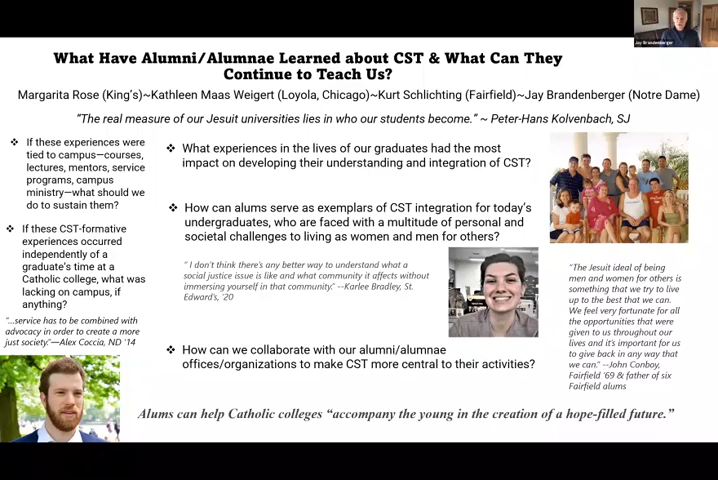 Jay Brandenberger
What Have Alumni/Alumnae Learned about CST & What Can They
Continue to Teach Us?
Margarita Rose (King's)~Kathleen Maas Weigert (Loyola, Chicago)~Kurt Schlichting (Fairfield)~Jay Brandenberger (Notre Dame)
"The real measure of our Jesuit universities lies in who our students become." ~ Peter-Hans Kolvenbach, SJ
❖ If these experiences were
tied to campus—courses,
lectures, mentors, service
programs, campus
ministry—what should we
do to sustain them?
❖ If these CST-formative
experiences occurred
independently of a
graduate's time at a
Catholic college, what was
lacking on campus, if
anything?
"…service has to be combined with
advocacy in order to create a more
just society."—Alex Coccia, ND '14
❖ What experiences in the lives of our graduates had the most
impact on developing their understanding and integration of CST?
❖ How can alums serve as exemplars of CST integration for today's
undergraduates, who are faced with a multitude of personal and
societal challenges to living as women and men for others?
" I don't think there's any better way to understand what a
social justice issue is like and what community it affects without
immersing yourself in that community." --Karlee Bradley, St.
Edward's, '20
❖ How can we collaborate with our alumni/alumnae
offices/organizations to make CST more central to their activities?
"The Jesuit ideal of being
men and women for others is
something that we try to live
up to the best that we can.
We feel very fortunate for all
the opportunities that were
given to us throughout our
lives and it's important for us
to give back in any way that
we can." --John Conboy,
Fairfield '69 & father of six
Fairfield alums
Alums can help Catholic colleges "accompany the young in the creation of a hope-filled future."